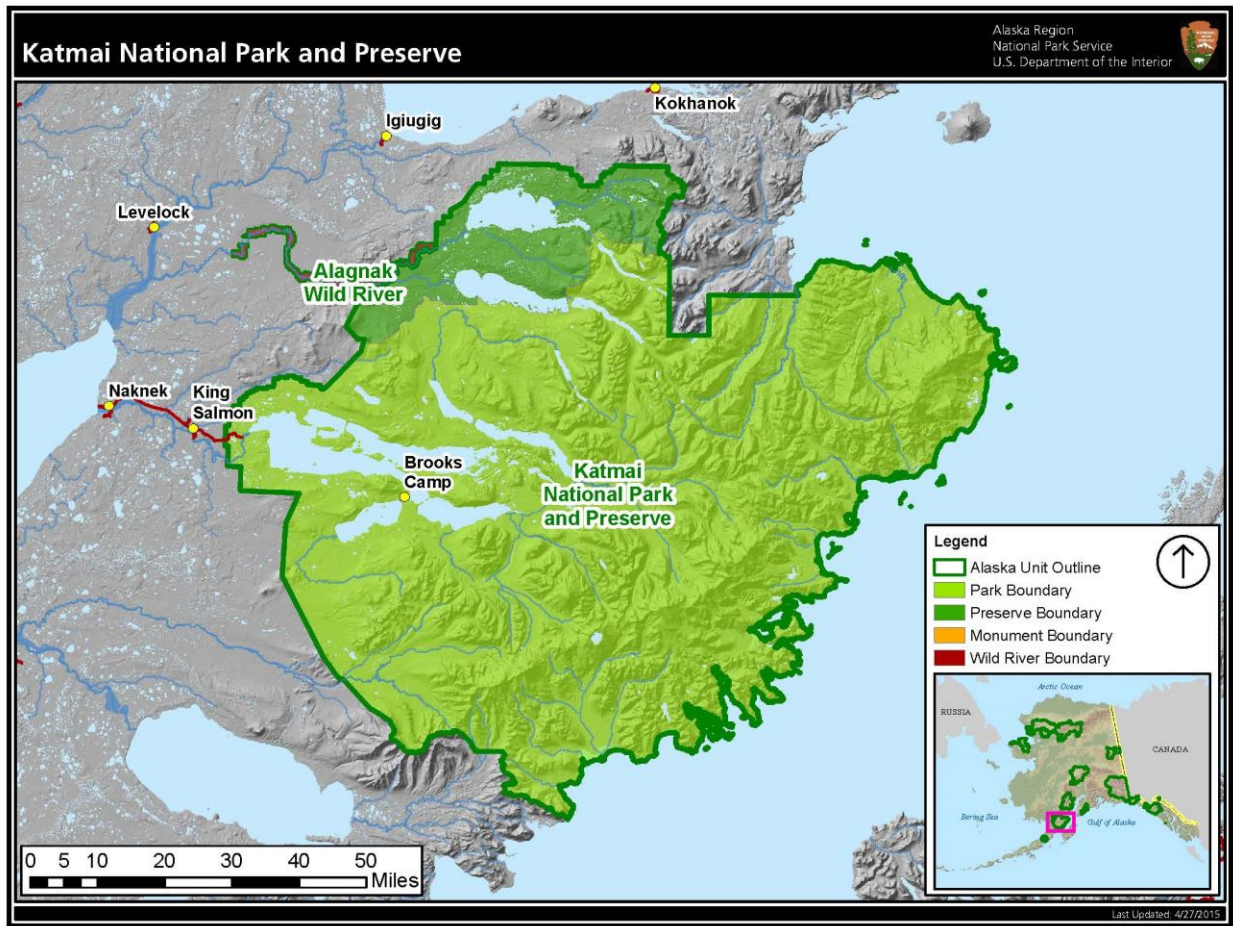 Katmai National Park and Preserve
Alaska Region
National Park Service
U.S. Department of the Interior
Kokhanok
Igiugig
Levelock
Alagnak
Wild River
Naknek
King
Salmon
Brooks
Camp
Katmai
National Park
and Preserve
Legend
Alaska Unit Outline
Park Boundary
Preserve Boundary
Monument Boundary
Wild River Boundary
Arctic Ocean
RUSSIA
CANADA
Bering Sea
Gulf of Alaska
0 5 10 20 30 40 50
Miles
Last Updated: 4/27/2015